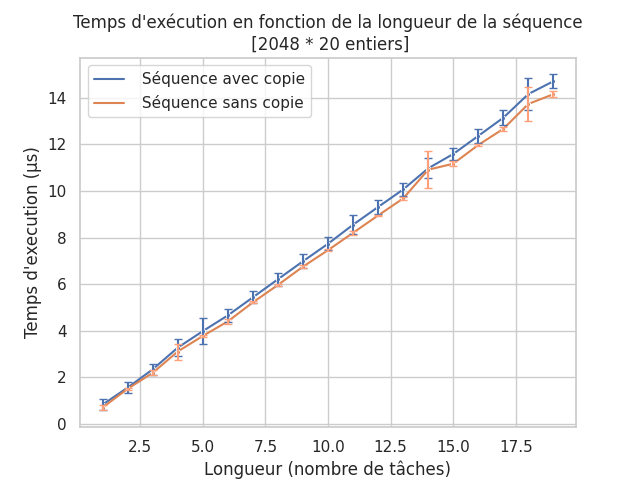 Temps d'exécution en fonction de la longueur de la séquence
[2048 * 20 entiers]
Séquence avec copie
Séquence sans copie
Temps d'execution (µs)
14
12
10
8
6
4
2
0
2.5 5.0 7.5 10.0 12.5 15.0 17.5
Longueur (nombre de tâches)